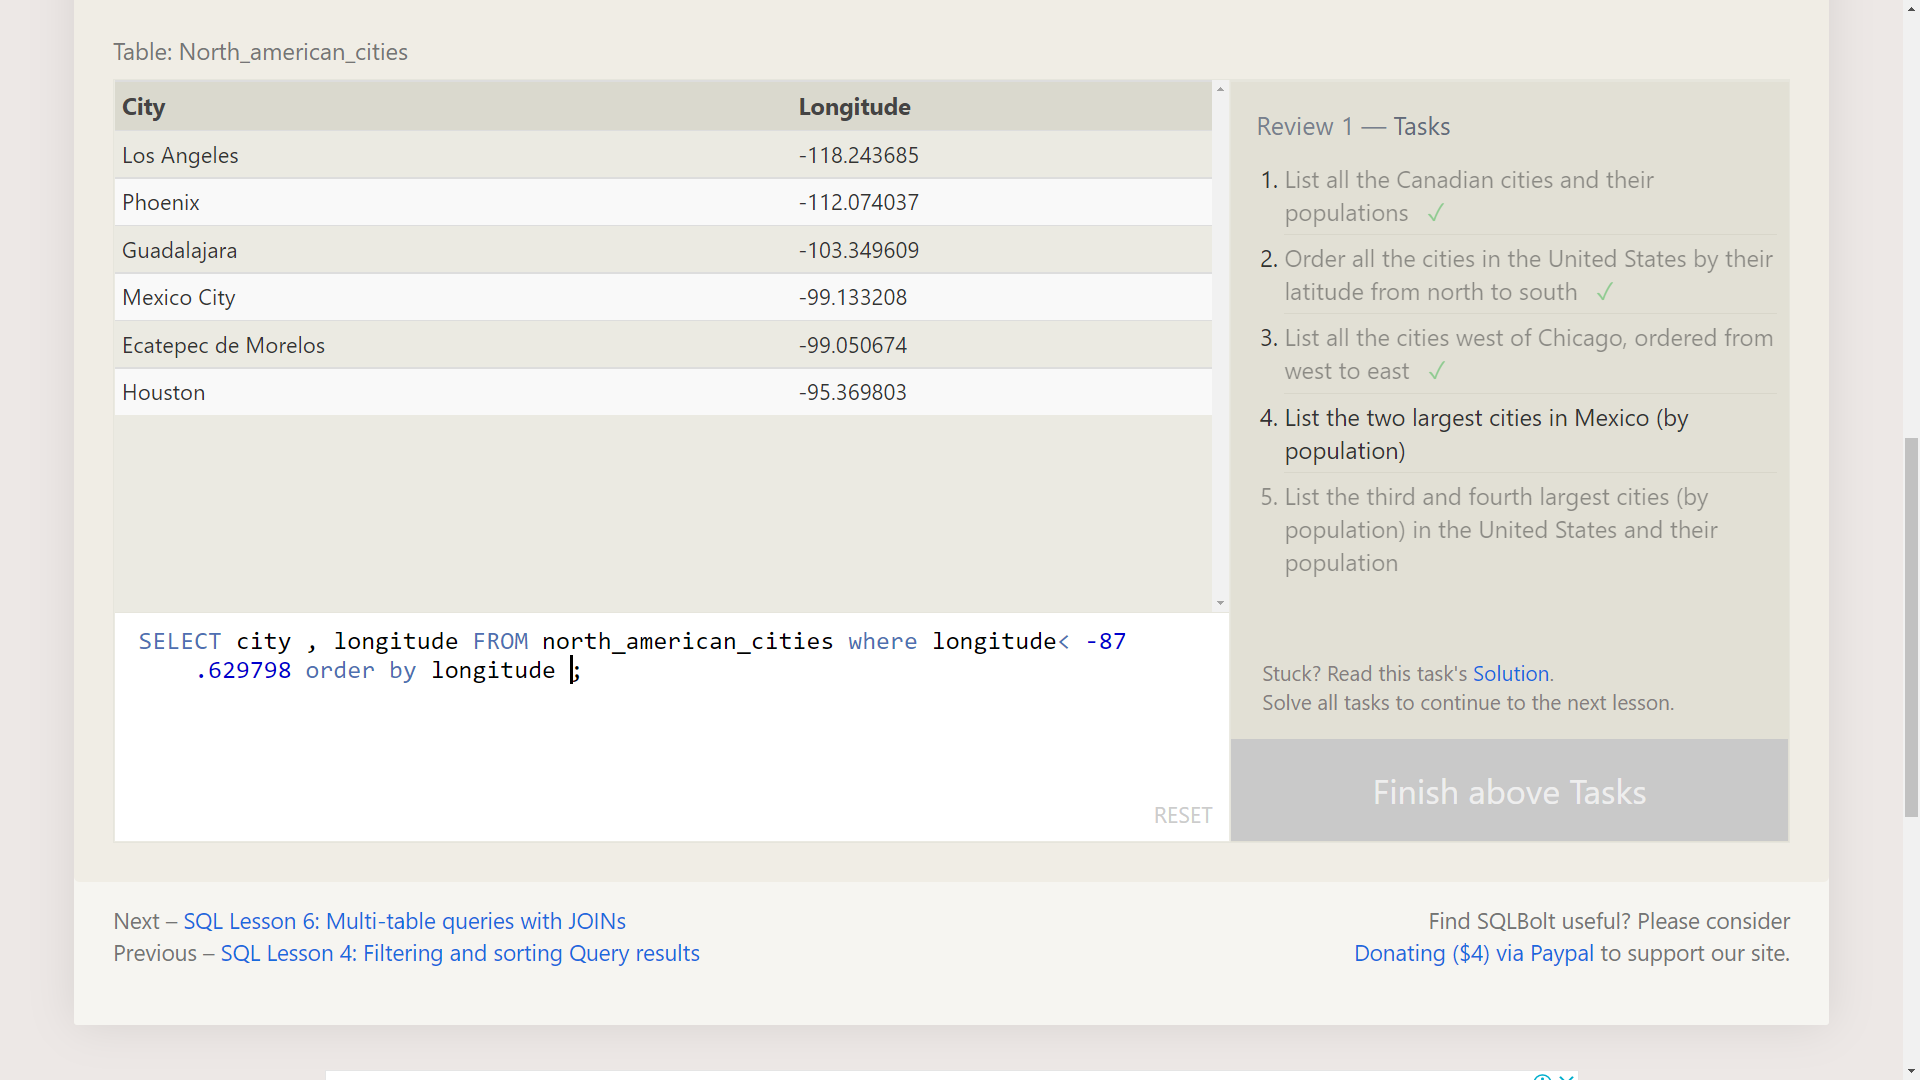 Table: North_american_cities
City Longitude
Los Angeles -118.243685
Phoenix -112.074037
Guadalajara -103.349609
Mexico City -99.133208
Ecatepec de Morelos -99.050674
Houston -95.369803
SELECT city , longitude FROM north_american_cities where longitude< -87
.629798 order by longitude ;
RESET
Review 1 — Tasks
1. List all the Canadian cities and their
populations ✓
2. Order all the cities in the United States by their
latitude from north to south ✓
3. List all the cities west of Chicago, ordered from
west to east ✓
4. List the two largest cities in Mexico (by
population)
5. List the third and fourth largest cities (by
population) in the United States and their
population
Stuck? Read this task's Solution.
Solve all tasks to continue to the next lesson.
Finish above Tasks
Next – SQL Lesson 6: Multi-table queries with JOINs
Previous – SQL Lesson 4: Filtering and sorting Query results
Find SQLBolt useful? Please consider
Donating ($4) via Paypal to support our site.